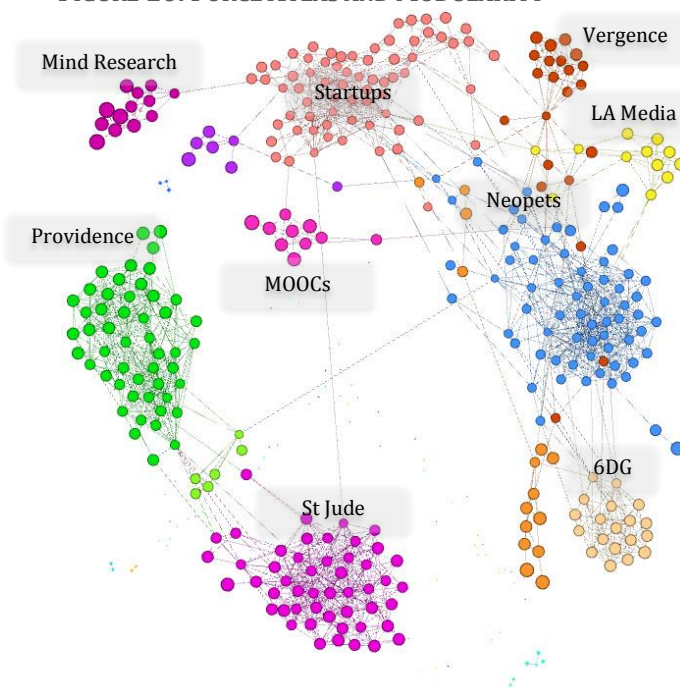 Vergence
Mind Research
Startups
LA Media
Neopets
Providence
MOOCs
6DG
St Jude